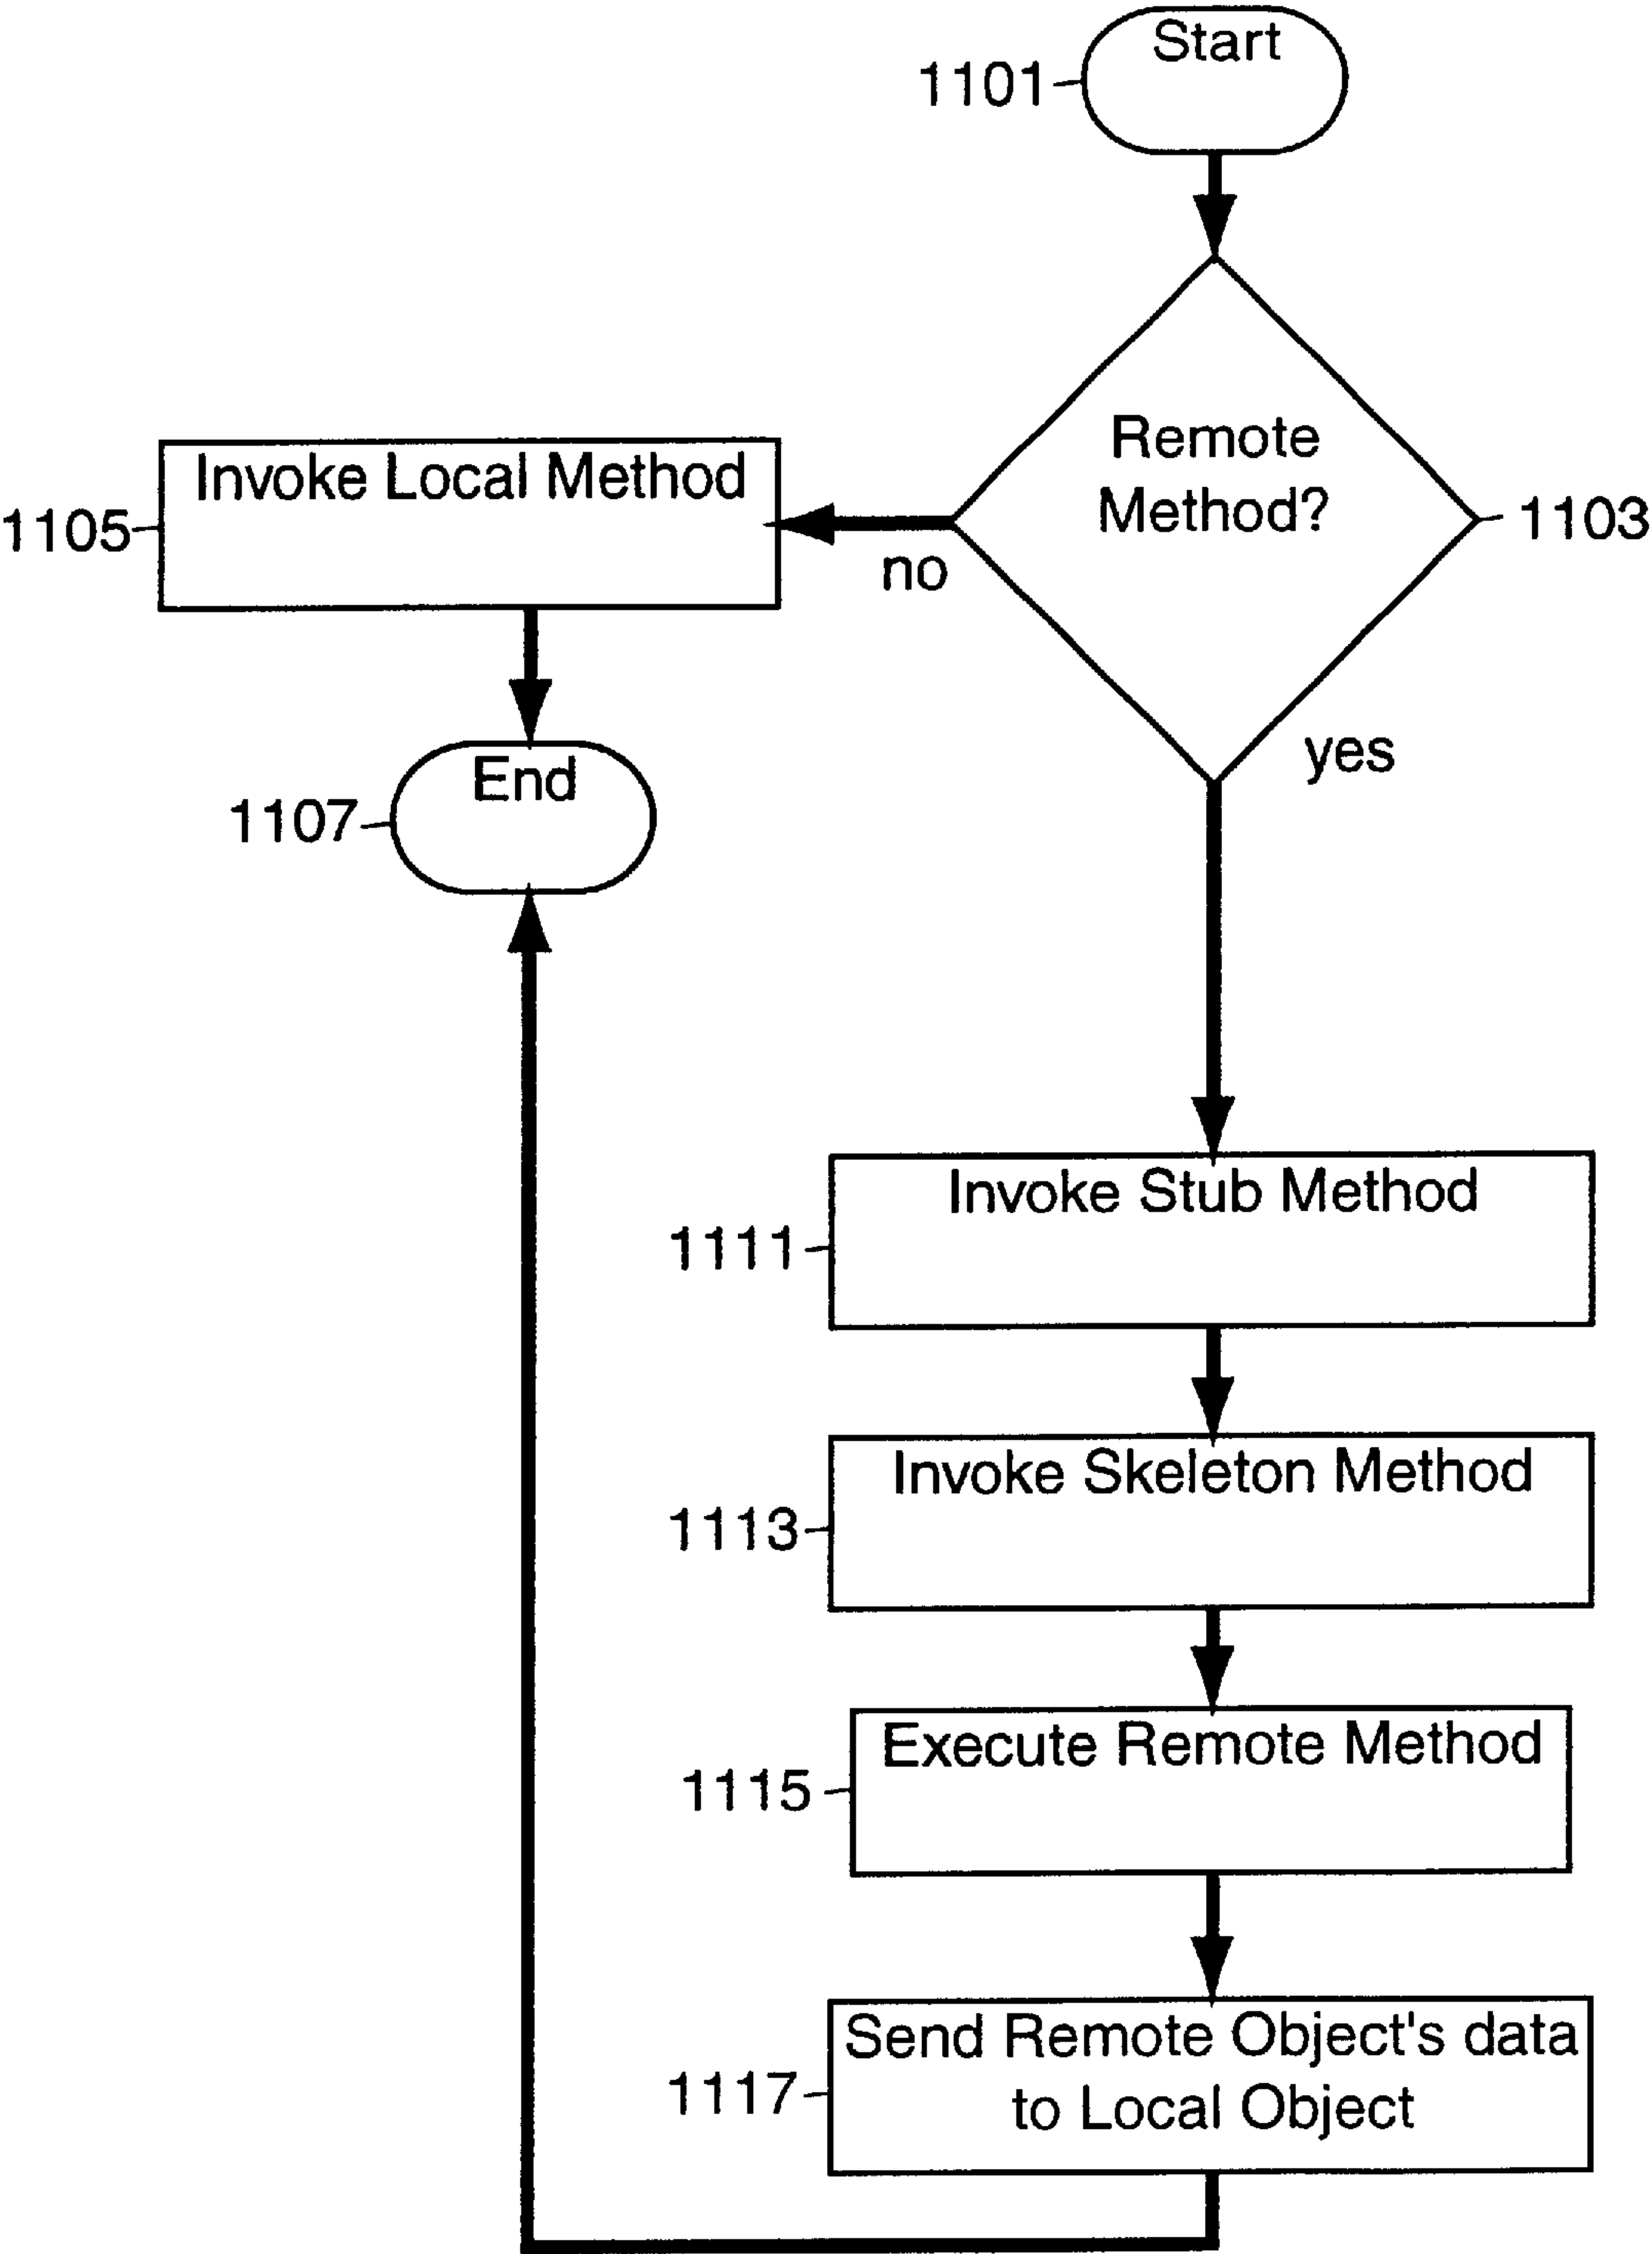 Start
1101
Remote
Method?
1103
no
yes
Invoke Local Method
1105
End
1107
Invoke Stub Method
1111
Invoke Skeleton Method
1113
Execute Remote Method
1115
Send Remote Object's data
to Local Object
1117